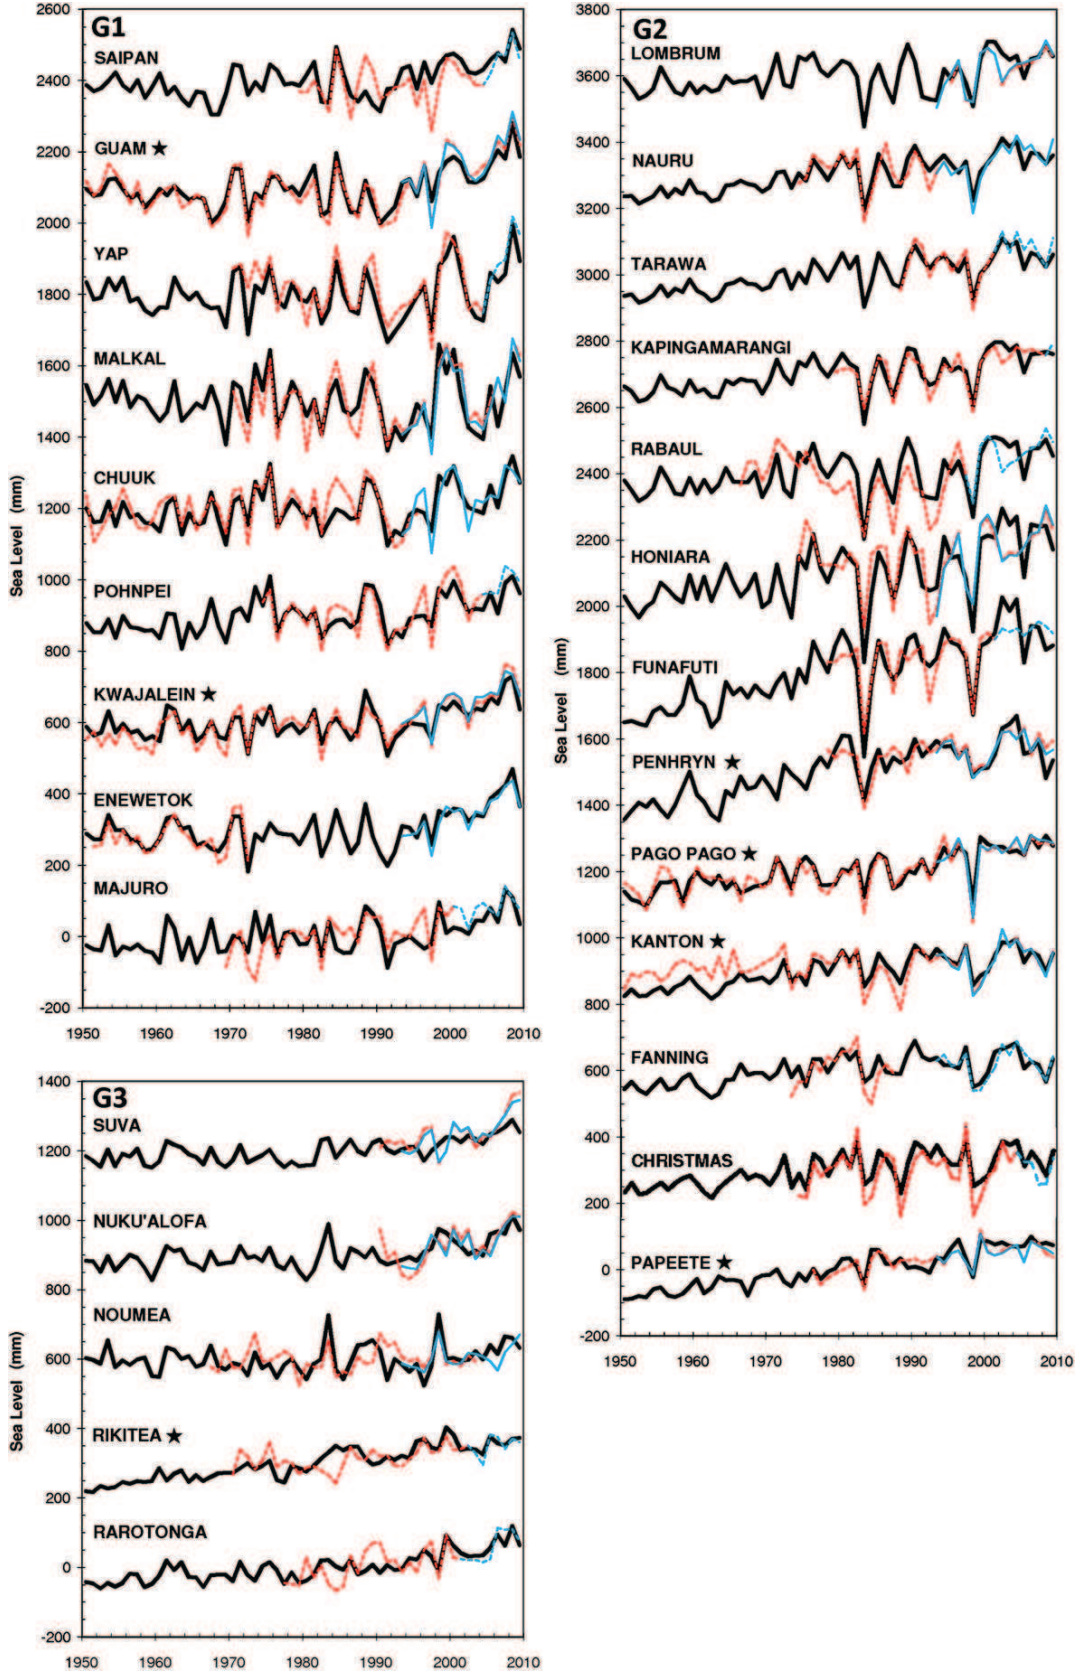 G1
2600
SAIPAN
2400
2200
GUAM ★
2000
YAP
1800
MALKAL
1600
1400
CHUUK
1200
POHNPEI
1000
800
KWAJALEIN ★
600
ENEWETOK
400
200
MAJURO
0
-200
Sea Level (mm)
1950 1960 1970 1980 1990 2000 2010
G2
3800
LOMBRUM
3600
3400
NAURU
3200
TARAWA
3000
2800
KAPINGAMARANGI
2600
RABAUL
2400
2200
HONIARA
2000
FUNAFUTI
1800
1600
PENHRYN ★
1400
PAGO PAGO ★
1200
KANTON ★
1000
800
FANNING
600
400
CHRISTMAS
200
PAPEETE ★
0
-200
Sea Level (mm)
1950 1960 1970 1980 1990 2000 2010
G3
1400
SUVA
1200
NUKU'ALOFA
1000
800
NOUMEA
600
RIKITEA ★
400
200
RAROTONGA
0
-200
Sea Level (mm)
1950 1960 1970 1980 1990 2000 2010